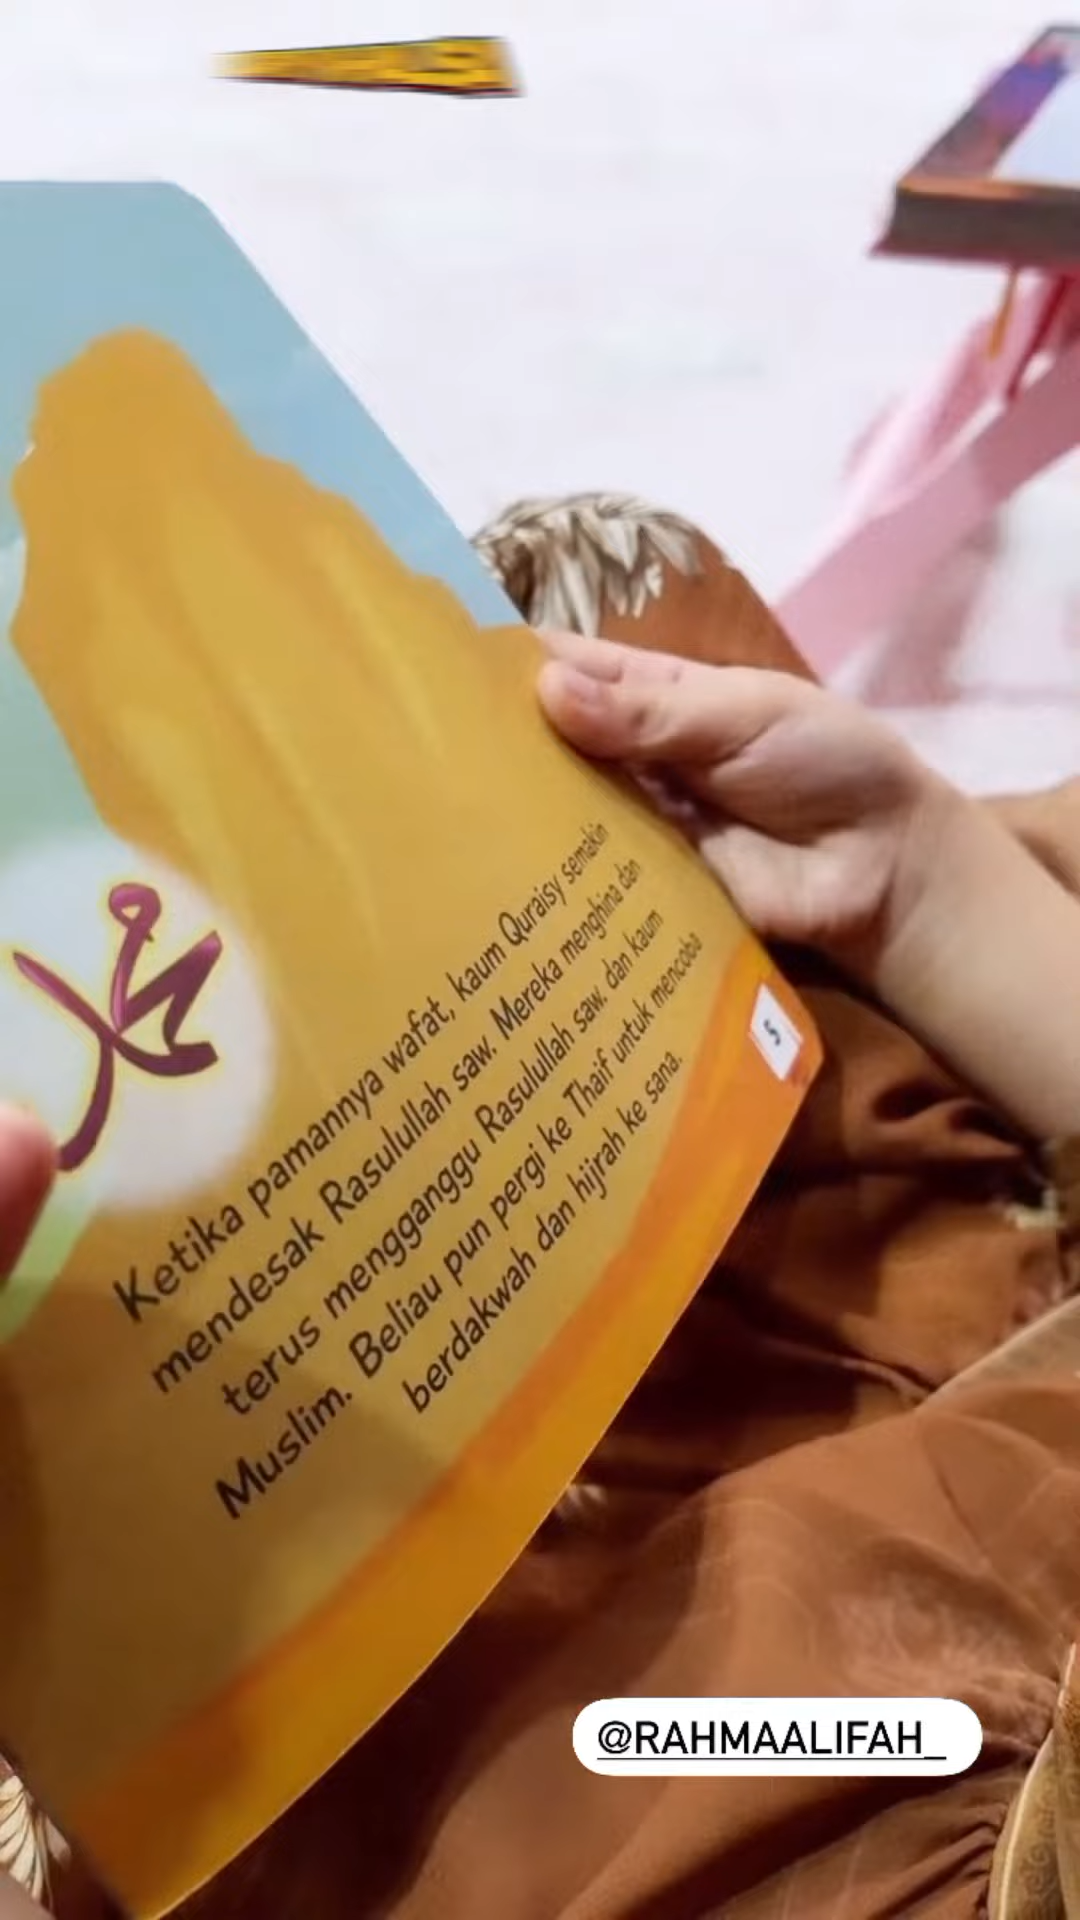 محمد
Ketika pamannya wafat, kaum Quraisy semakin
mendesak Rasulullah saw. Mereka menghina dan
terus mengganggu Rasulullah saw. dan kaum
Muslim. Beliau pun pergi ke Thaif untuk mencoba
berdakwah dan hijrah ke sana.
5
@RAHMAALIFAH_